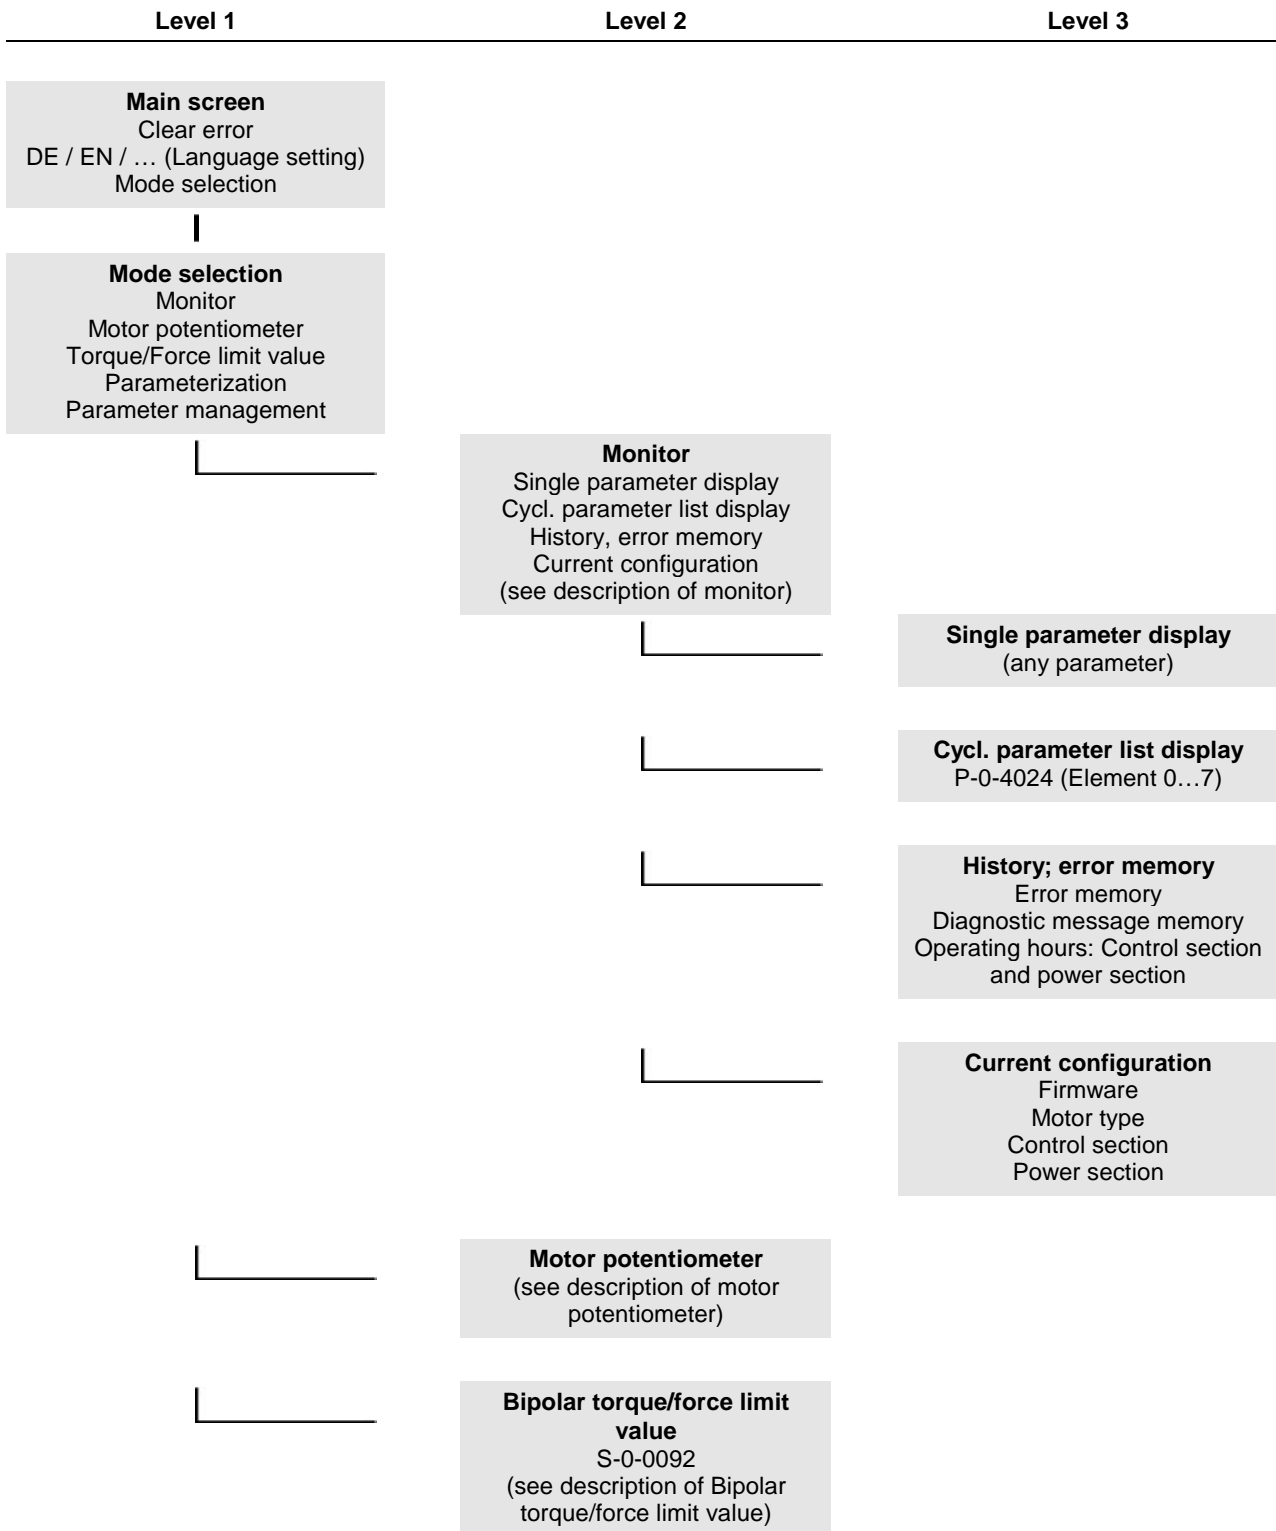 Level 1
Level 2
Level 3
Main screen
Clear error
DE / EN / … (Language setting)
Mode selection
Mode selection
Monitor
Motor potentiometer
Torque/Force limit value
Parameterization
Parameter management
Monitor
Single parameter display
Cycl. parameter list display
History, error memory
Current configuration
(see description of monitor)
Single parameter display
(any parameter)
Cycl. parameter list display
P-0-4024 (Element 0…7)
History; error memory
Error memory
Diagnostic message memory
Operating hours: Control section
and power section
Current configuration
Firmware
Motor type
Control section
Power section
Motor potentiometer
(see description of motor
potentiometer)
Bipolar torque/force limit
value
S-0-0092
(see description of Bipolar
torque/force limit value)